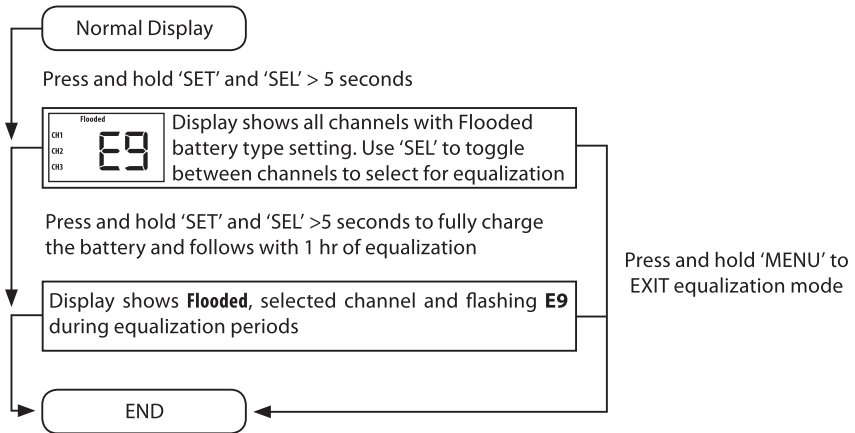 Normal Display
Press and hold ‘SET’ and ‘SEL’ > 5 seconds
Flooded
CH1
CH2
CH3
E9
Display shows all channels with Flooded
battery type setting. Use ‘SEL’ to toggle
between channels to select for equalization
Press and hold ‘SET’ and ‘SEL’ >5 seconds to fully charge
the battery and follows with 1 hr of equalization
Press and hold ‘MENU’ to
EXIT equalization mode
Display shows Flooded, selected channel and flashing E9
during equalization periods
END